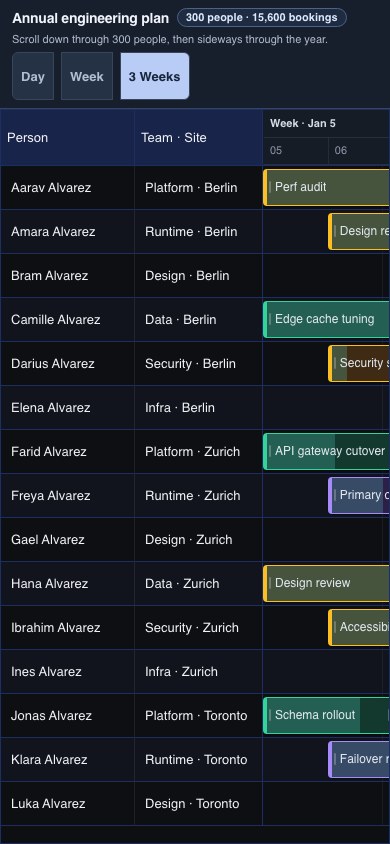 Annual engineering plan 300 people · 15,600 bookings
Scroll down through 300 people, then sideways through the year.
Day Week 3 Weeks
Person Team · Site Week · Jan 5
05 06
Aarav Alvarez Platform · Berlin Perf audit
Amara Alvarez Runtime · Berlin Design re
Bram Alvarez Design · Berlin
Camille Alvarez Data · Berlin Edge cache tuning
Darius Alvarez Security · Berlin Security s
Elena Alvarez Infra · Berlin
Farid Alvarez Platform · Zurich API gateway cutover
Freya Alvarez Runtime · Zurich Primary
Gael Alvarez Design · Zurich
Hana Alvarez Data · Zurich Design review
Ibrahim Alvarez Security · Zurich Accessibi
Ines Alvarez Infra · Zurich
Jonas Alvarez Platform · Toronto Schema rollout
Klara Alvarez Runtime · Toronto Failover r
Luka Alvarez Design · Toronto